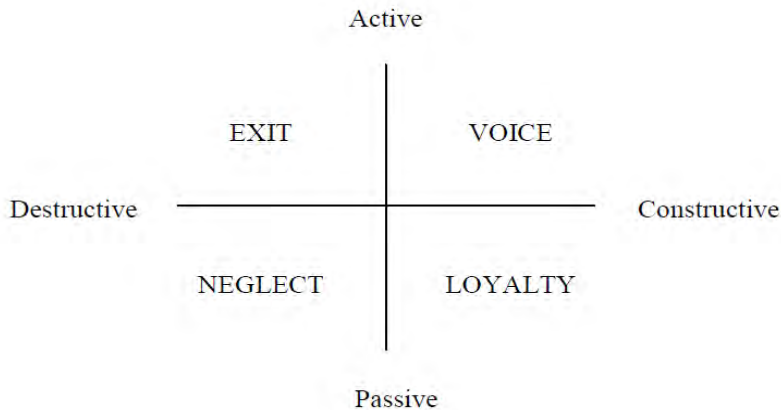 Active
EXIT VOICE
Destructive Constructive
NEGLECT LOYALTY
Passive